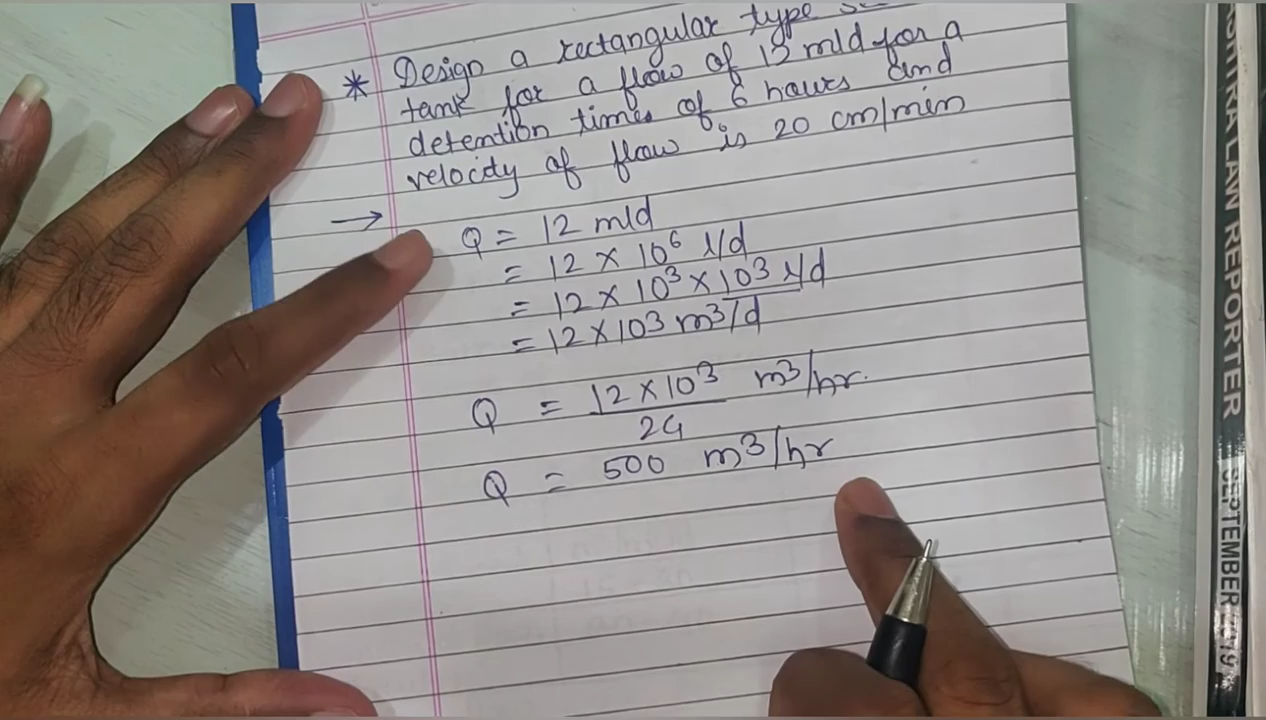 * Design a rectangular type
tank for a flow of 12 mld for a
detention times of 6 hours and
velocity of flow is 20 cm/min
→ Q = 12 mld
= 12 × 10⁶ l/d
= 12 × 10³ × 10³ l/d
= 12 × 10³ m³/d
Q = 12 × 10³ / 24 m³/hr.
Q = 500 m³/hr
LAW REPORTER
SEPTEMBER 2019